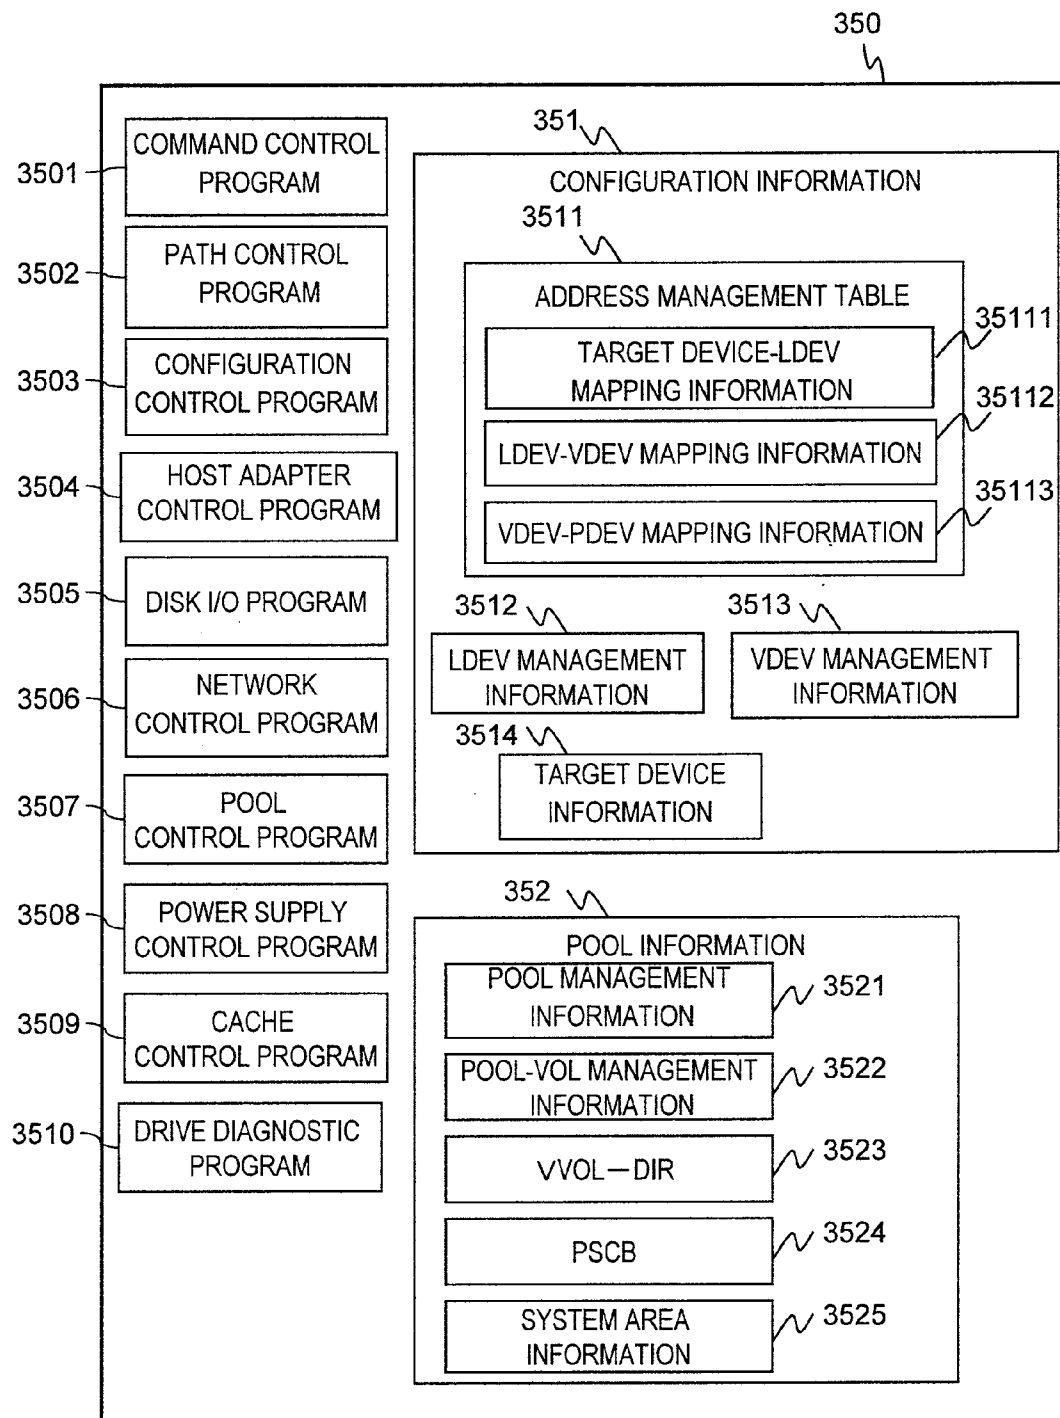 350
COMMAND CONTROL
PROGRAM
3501
PATH CONTROL
PROGRAM
3502
CONFIGURATION
CONTROL PROGRAM
3503
HOST ADAPTER
CONTROL PROGRAM
3504
DISK I/O PROGRAM
3505
NETWORK
CONTROL PROGRAM
3506
POOL
CONTROL PROGRAM
3507
POWER SUPPLY
CONTROL PROGRAM
3508
CACHE
CONTROL PROGRAM
3509
DRIVE DIAGNOSTIC
PROGRAM
3510
351
CONFIGURATION INFORMATION
3511
ADDRESS MANAGEMENT TABLE
TARGET DEVICE-LDEV
MAPPING INFORMATION
35111
LDEV-VDEV MAPPING INFORMATION
35112
VDEV-PDEV MAPPING INFORMATION
35113
3512
LDEV MANAGEMENT
INFORMATION
3513
VDEV MANAGEMENT
INFORMATION
3514
TARGET DEVICE
INFORMATION
352
POOL INFORMATION
POOL MANAGEMENT
INFORMATION
3521
POOL-VOL MANAGEMENT
INFORMATION
3522
VVOL—DIR
3523
PSCB
3524
SYSTEM AREA
INFORMATION
3525